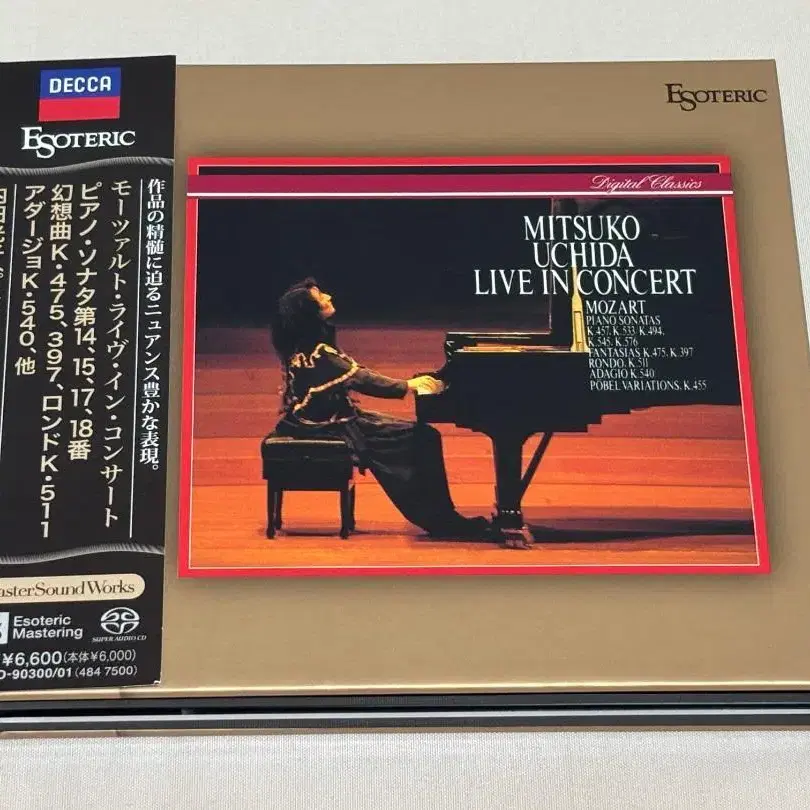 DECCA
ESOTERIC
作品の精髄に迫るニュアンス豊かな表現。
モーツァルト・ライヴ・イン・コンサート
ピアノ・ソナタ第14、15、17、18番
幻想曲K・475、397、ロンドK・511
アダージョK・540、他
asterSoundWorks
Esoteric
Mastering
SUPER AUDIO CD
¥6,600(本体¥6,000)
-90300/01 (484 7500)
ESOTERIC
Digital Classics
MITSUKO
UCHIDA
LIVE IN CONCERT
MOZART
PIANO SONATAS
K.457, K.533-K.494,
K.545, K.576
FANTASIAS K.475, K.397
RONDO, K.511
ADAGIO K.540
PÖBEL VARIATIONS, K.455